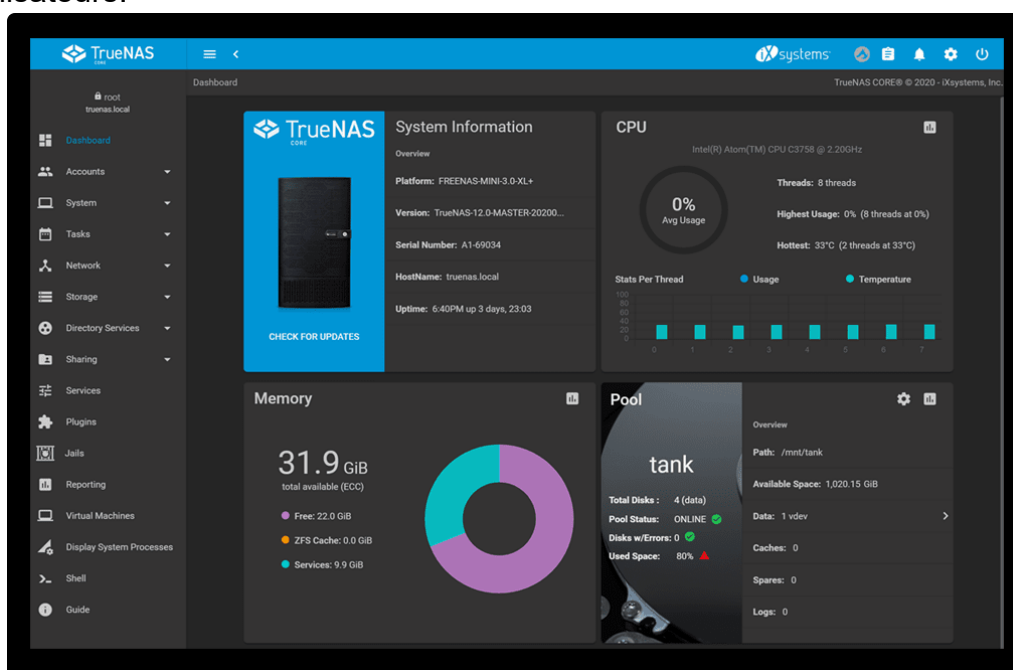 TrueNAS
CORE
iXsystems
Dashboard
TrueNAS CORE® © 2020 - iXsystems, Inc.
root
truenas.local
Dashboard
Accounts
System
Tasks
Network
Storage
Directory Services
Sharing
Services
Plugins
Jails
Reporting
Virtual Machines
Display System Processes
Shell
Guide
TrueNAS
CORE
CHECK FOR UPDATES
System Information
Overview
Platform: FREENAS-MINI-3.0-XL+
Version: TrueNAS-12.0-MASTER-20200...
Serial Number: A1-69034
HostName: truenas.local
Uptime: 6:40PM up 3 days, 23:03
CPU
Intel(R) Atom(TM) CPU C3758 @ 2.20GHz
0%
Avg Usage
Threads: 8 threads
Highest Usage: 0% (8 threads at 0%)
Hottest: 33°C (2 threads at 33°C)
Stats Per Thread Usage Temperature
100
80
60
40
20
0
0 1 2 3 4 5 6 7
Memory
31.9 GiB
total available (ECC)
Free: 22.0 GiB
ZFS Cache: 0.0 GiB
Services: 9.9 GiB
Pool
tank
Total Disks : 4 (data)
Pool Status: ONLINE
Disks w/Errors: 0
Used Space: 80%
Overview
Path: /mnt/tank
Available Space: 1,020.15 GiB
Data: 1 vdev
Caches: 0
Spares: 0
Logs: 0